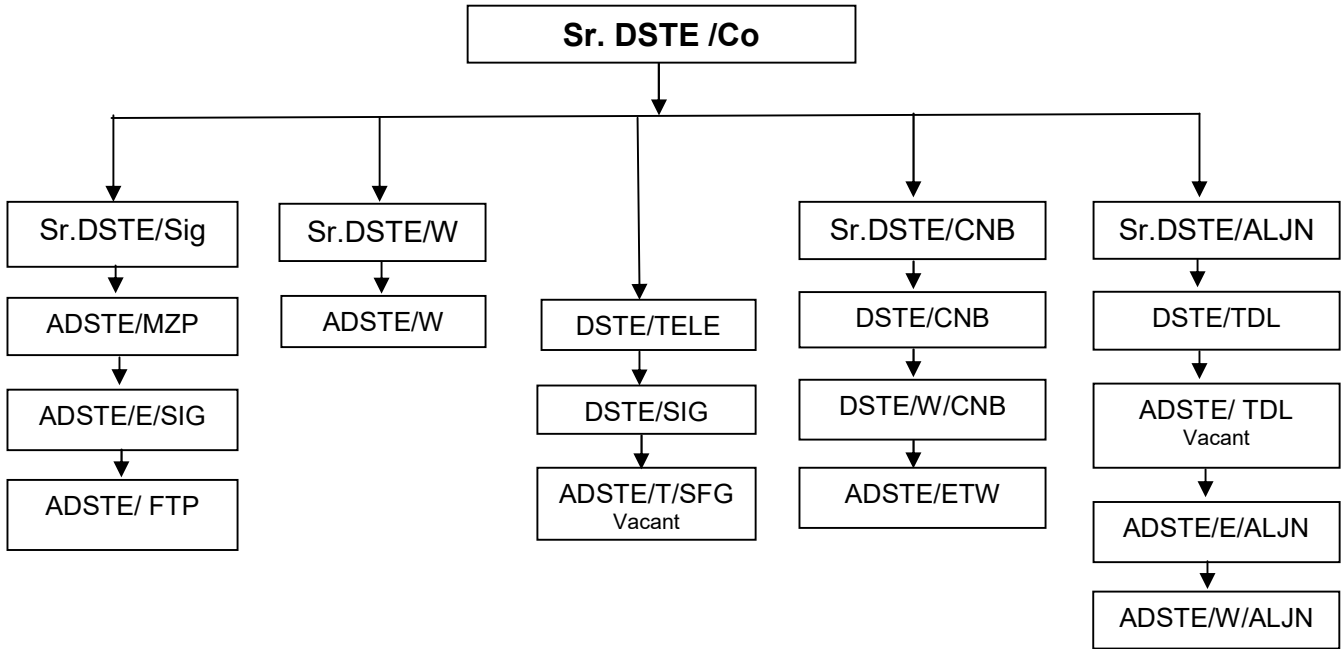 Sr. DSTE /Co
Sr.DSTE/Sig
ADSTE/MZP
ADSTE/E/SIG
ADSTE/ FTP
Sr.DSTE/W
ADSTE/W
DSTE/TELE
DSTE/SIG
ADSTE/T/SFG
Vacant
Sr.DSTE/CNB
DSTE/CNB
DSTE/W/CNB
ADSTE/ETW
Sr.DSTE/ALJN
DSTE/TDL
ADSTE/ TDL
Vacant
ADSTE/E/ALJN
ADSTE/W/ALJN